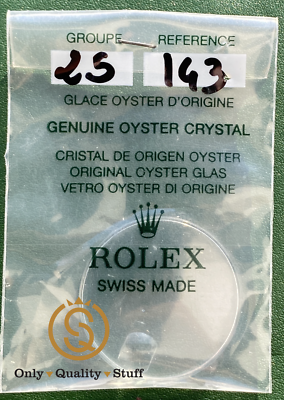 GROUPE REFERENCE
25 143
GLACE OYSTER D'ORIGINE
GENUINE OYSTER CRYSTAL
CRISTAL DE ORIGEN OYSTER
ORIGINAL OYSTER GLAS
VETRO OYSTER DI ORIGINE
ROLEX
SWISS MADE
Only Quality Stuff